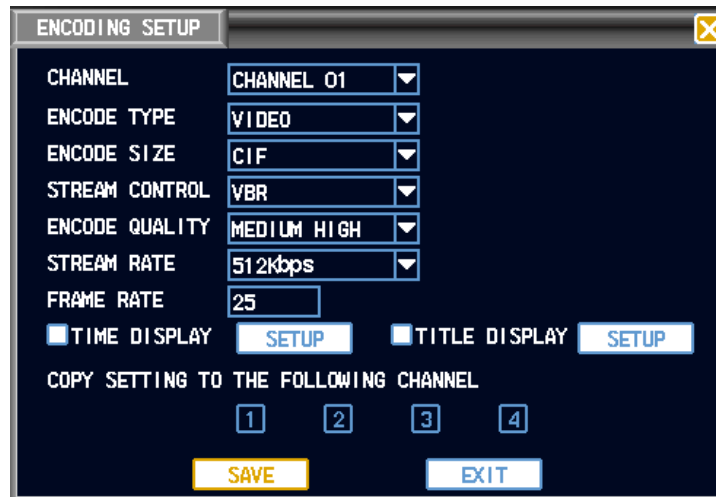 ENCODING SETUP
CHANNEL CHANNEL 01
ENCODE TYPE VIDEO
ENCODE SIZE CIF
STREAM CONTROL VBR
ENCODE QUALITY MEDIUM HIGH
STREAM RATE 512Kbps
FRAME RATE 25
TIME DISPLAY SETUP TITLE DISPLAY SETUP
COPY SETTING TO THE FOLLOWING CHANNEL
1 2 3 4
SAVE EXIT